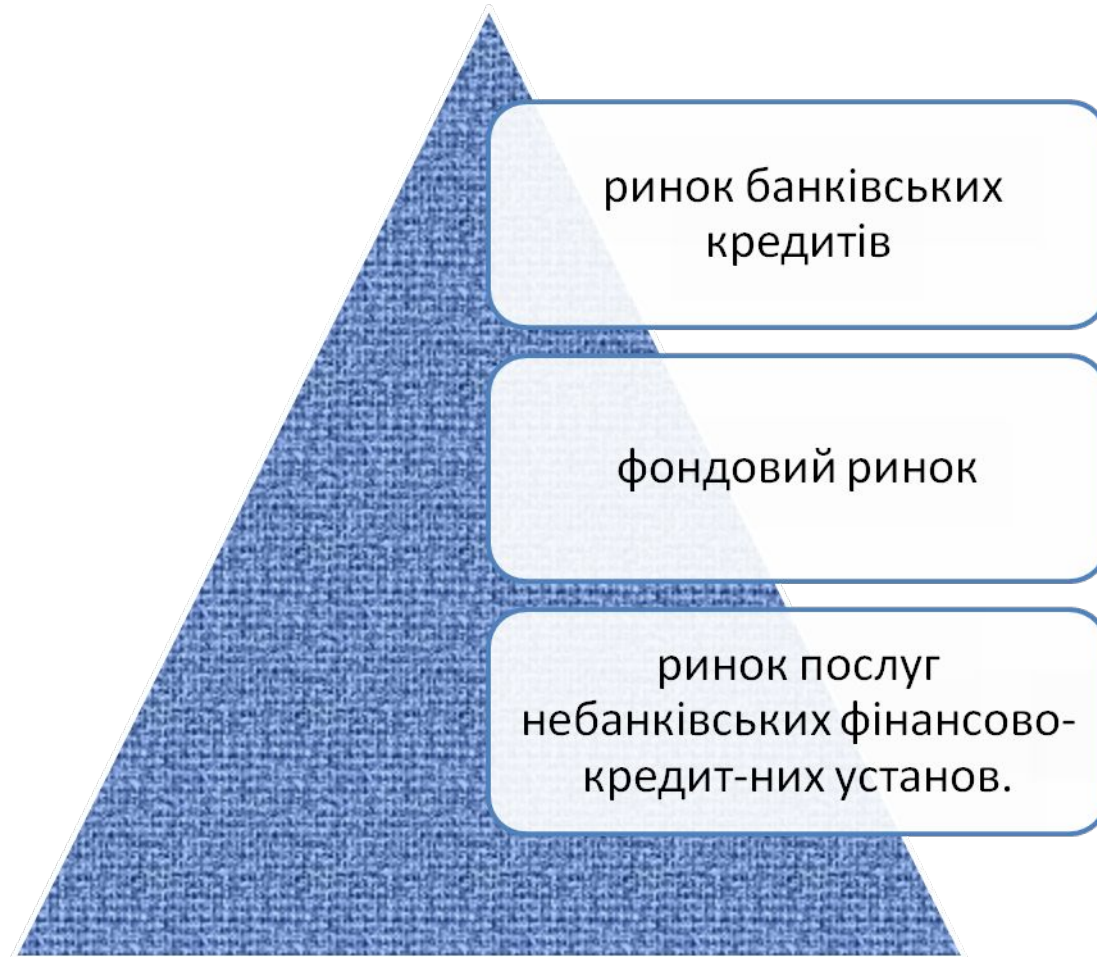 ринок банківських
кредитів
фондовий ринок
ринок послуг
небанківських фінансово-
кредит-них установ.